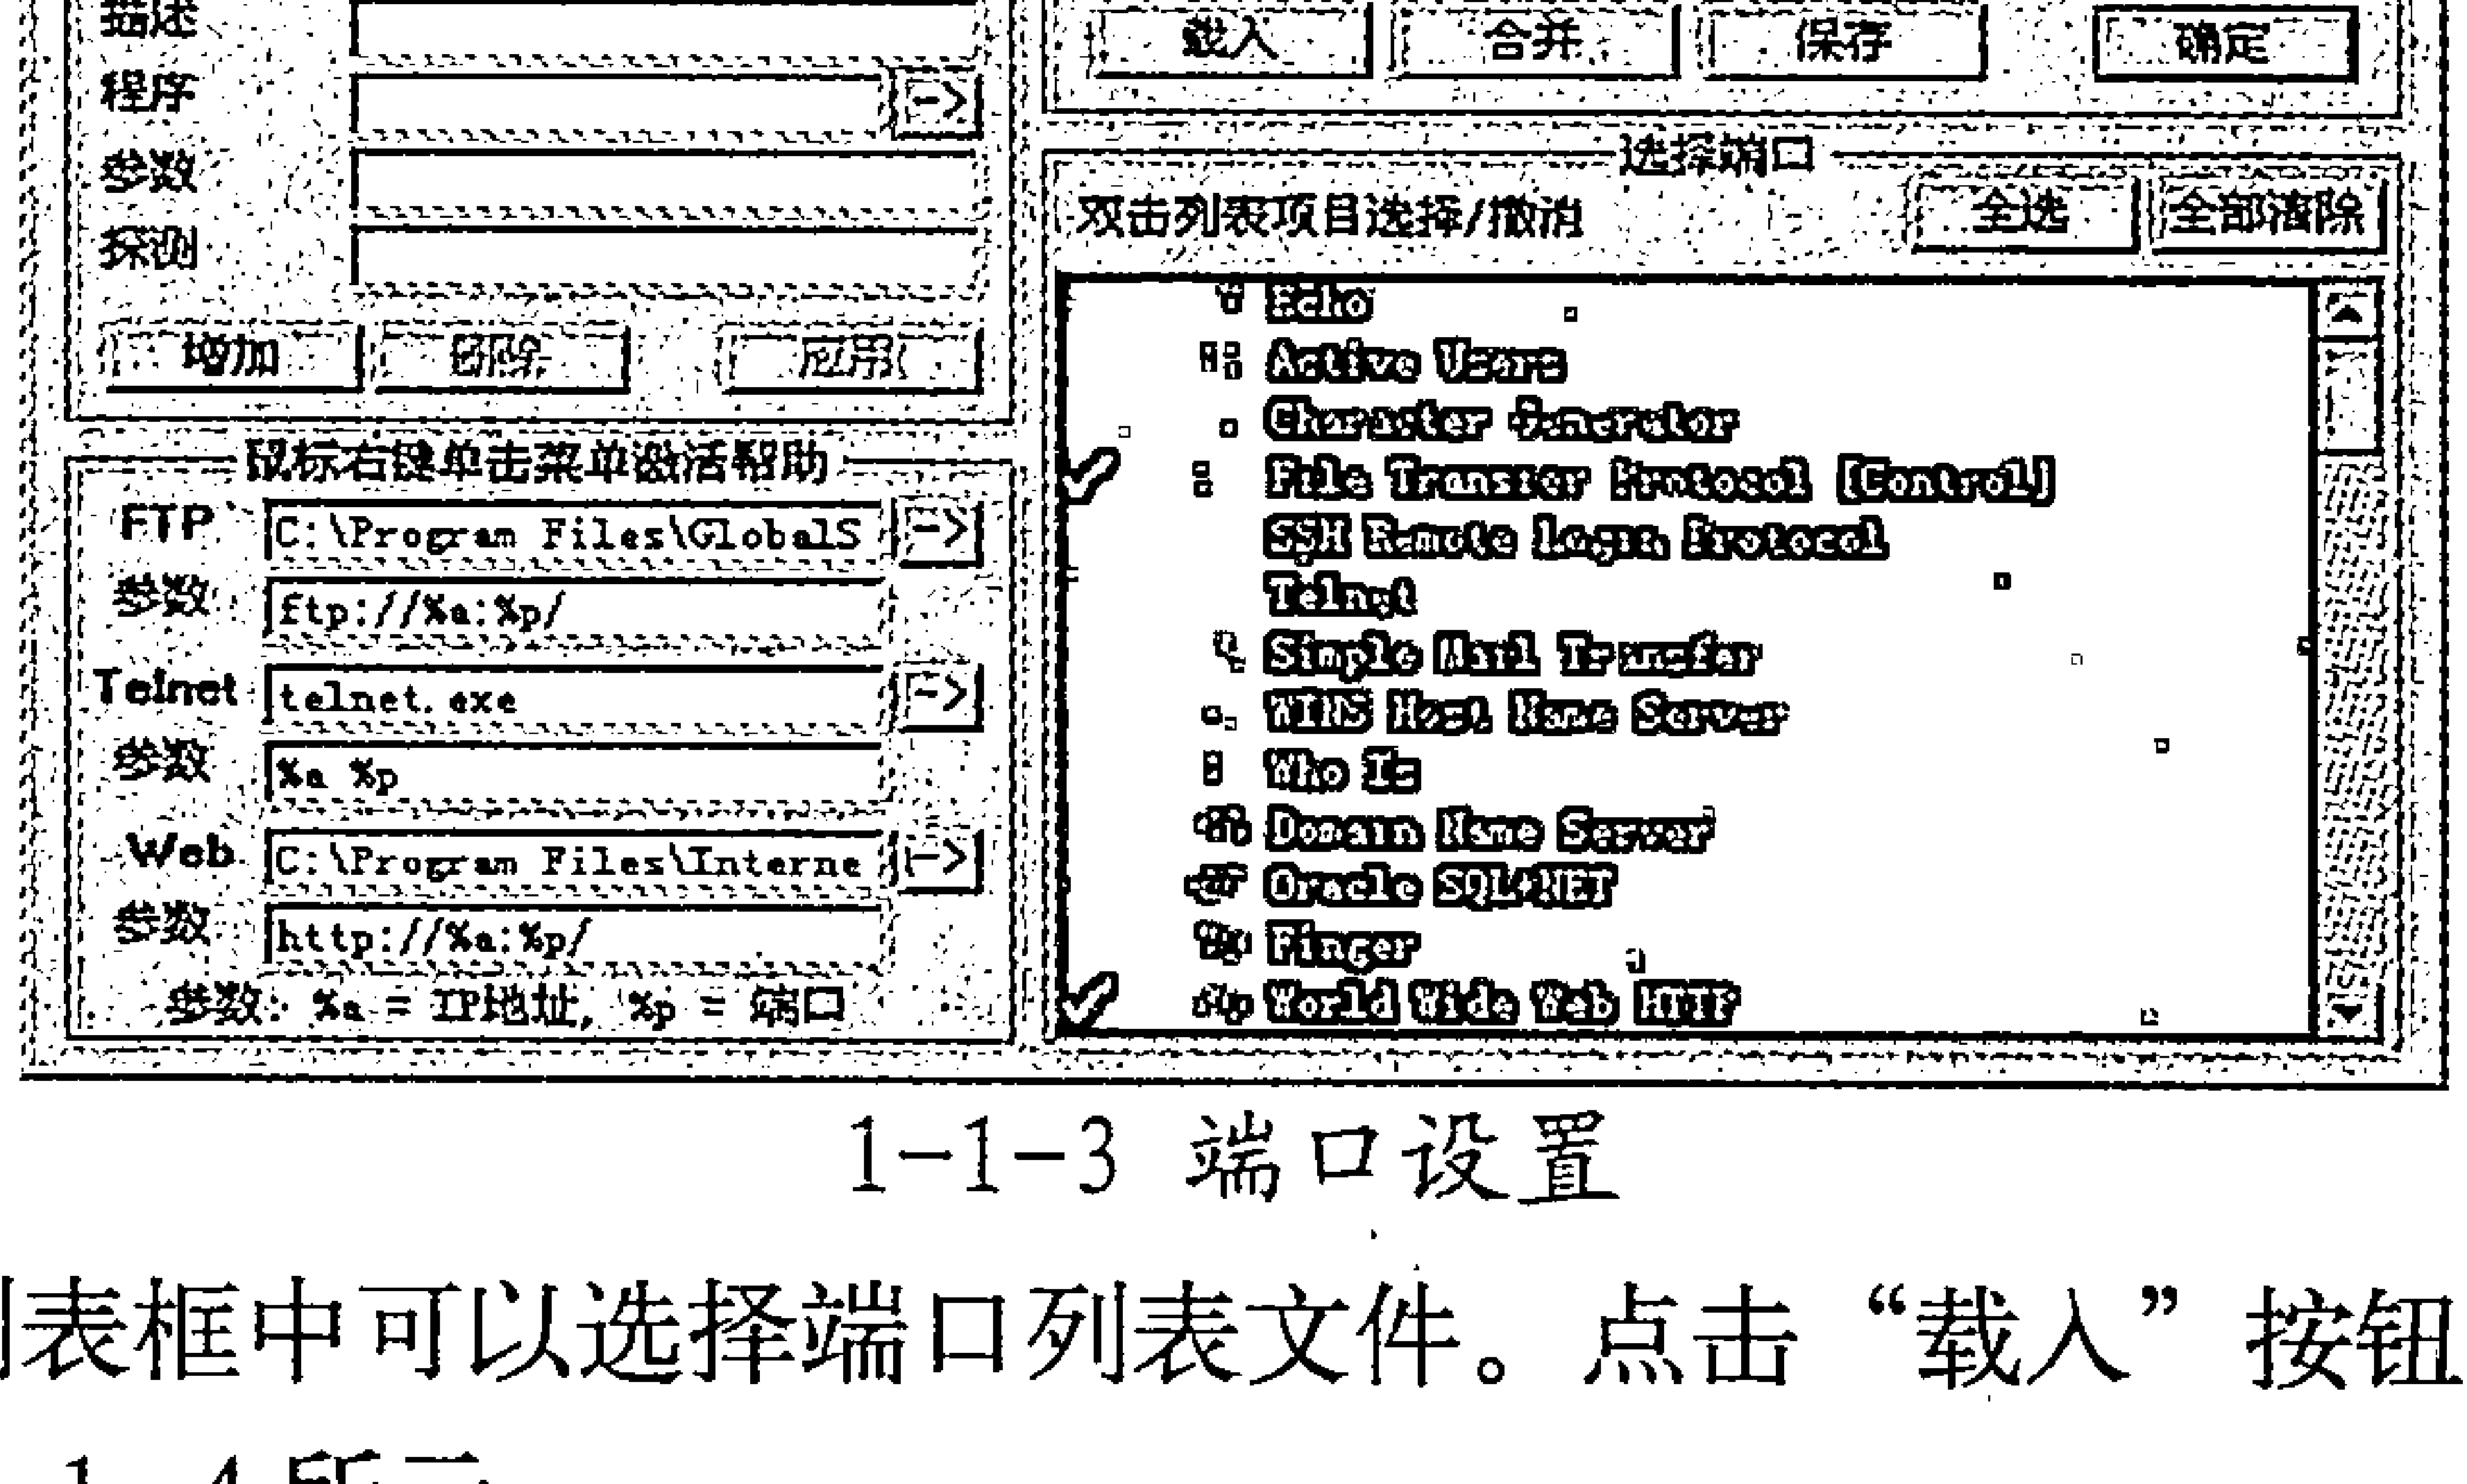 描述
程序 ->
参数
探测
增加 删除 应用
鼠标右键单击菜单激活帮助
FTP C:\Program Files\GlobalS ->
参数 ftp://%a:%p/
Telnet telnet.exe ->
参数 %a %p
Web C:\Program Files\Interne ->
参数 http://%a:%p/
参数: %a = IP地址, %p = 端口
载入 合并 保存 确定
选择端口
双击列表项目选择/撤消 全选 全部清除
Echo
Active Users
Character Generator
File Transfer Protocol [Control]
SSH Remote Login Protocol
Telnet
Simple Mail Transfer
WINS Host Name Server
Who Is
Domain Name Server
Oracle SQL*NET
Finger
World Wide Web HTTP
1-1-3 端口设置
表框中可以选择端口列表文件。点击“载入”按钮